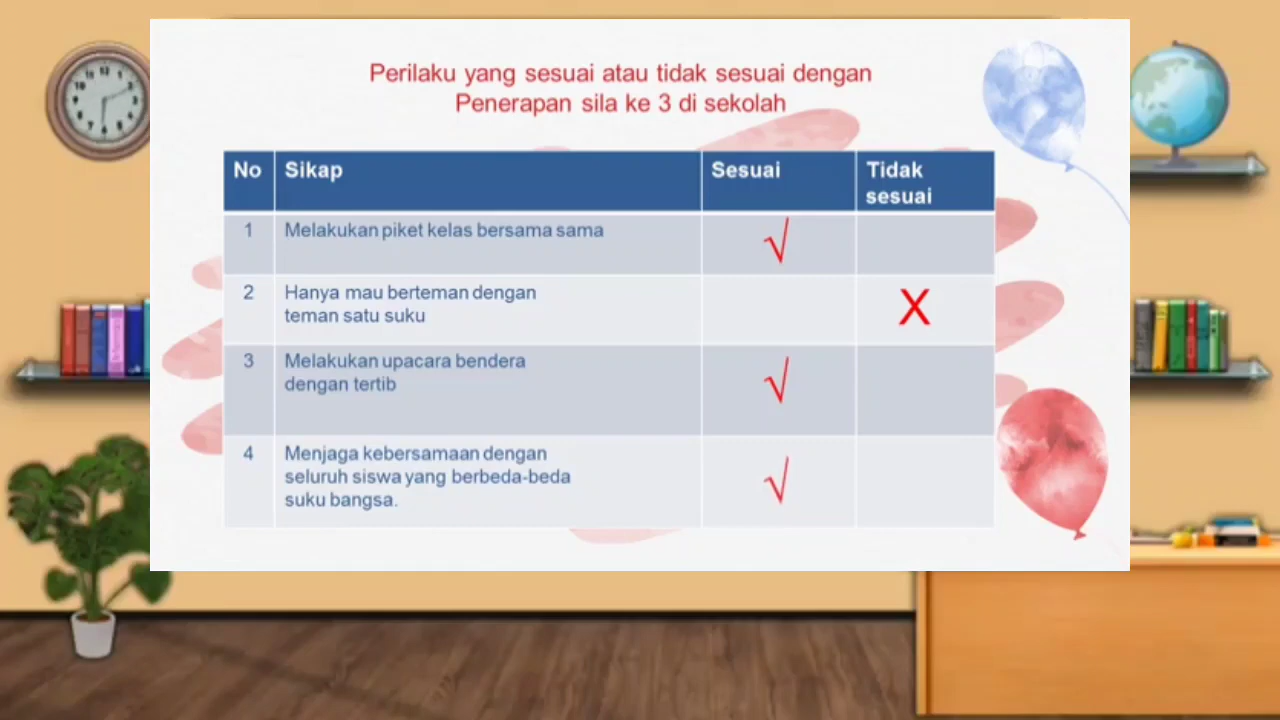 Perilaku yang sesuai atau tidak sesuai dengan
Penerapan sila ke 3 di sekolah
No Sikap Sesuai Tidak sesuai
1 Melakukan piket kelas bersama sama √
2 Hanya mau berteman dengan
teman satu suku X
3 Melakukan upacara bendera
dengan tertib √
4 Menjaga kebersamaan dengan
seluruh siswa yang berbeda-beda √
suku bangsa.